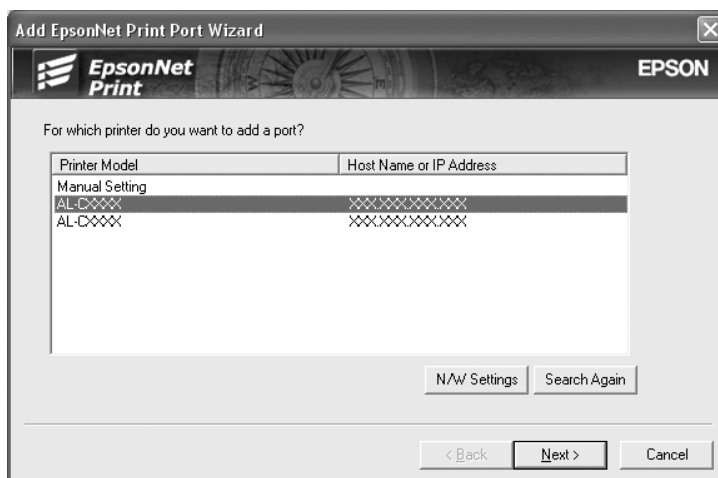 Add EpsonNet Print Port Wizard
EpsonNet
Print
EPSON
For which printer do you want to add a port?
Printer Model Host Name or IP Address
Manual Setting
AL-CXXXX XXX.XXX.XXX.XXX
AL-CXXXX XXX.XXX.XXX.XXX
N/W Settings Search Again
< Back Next > Cancel